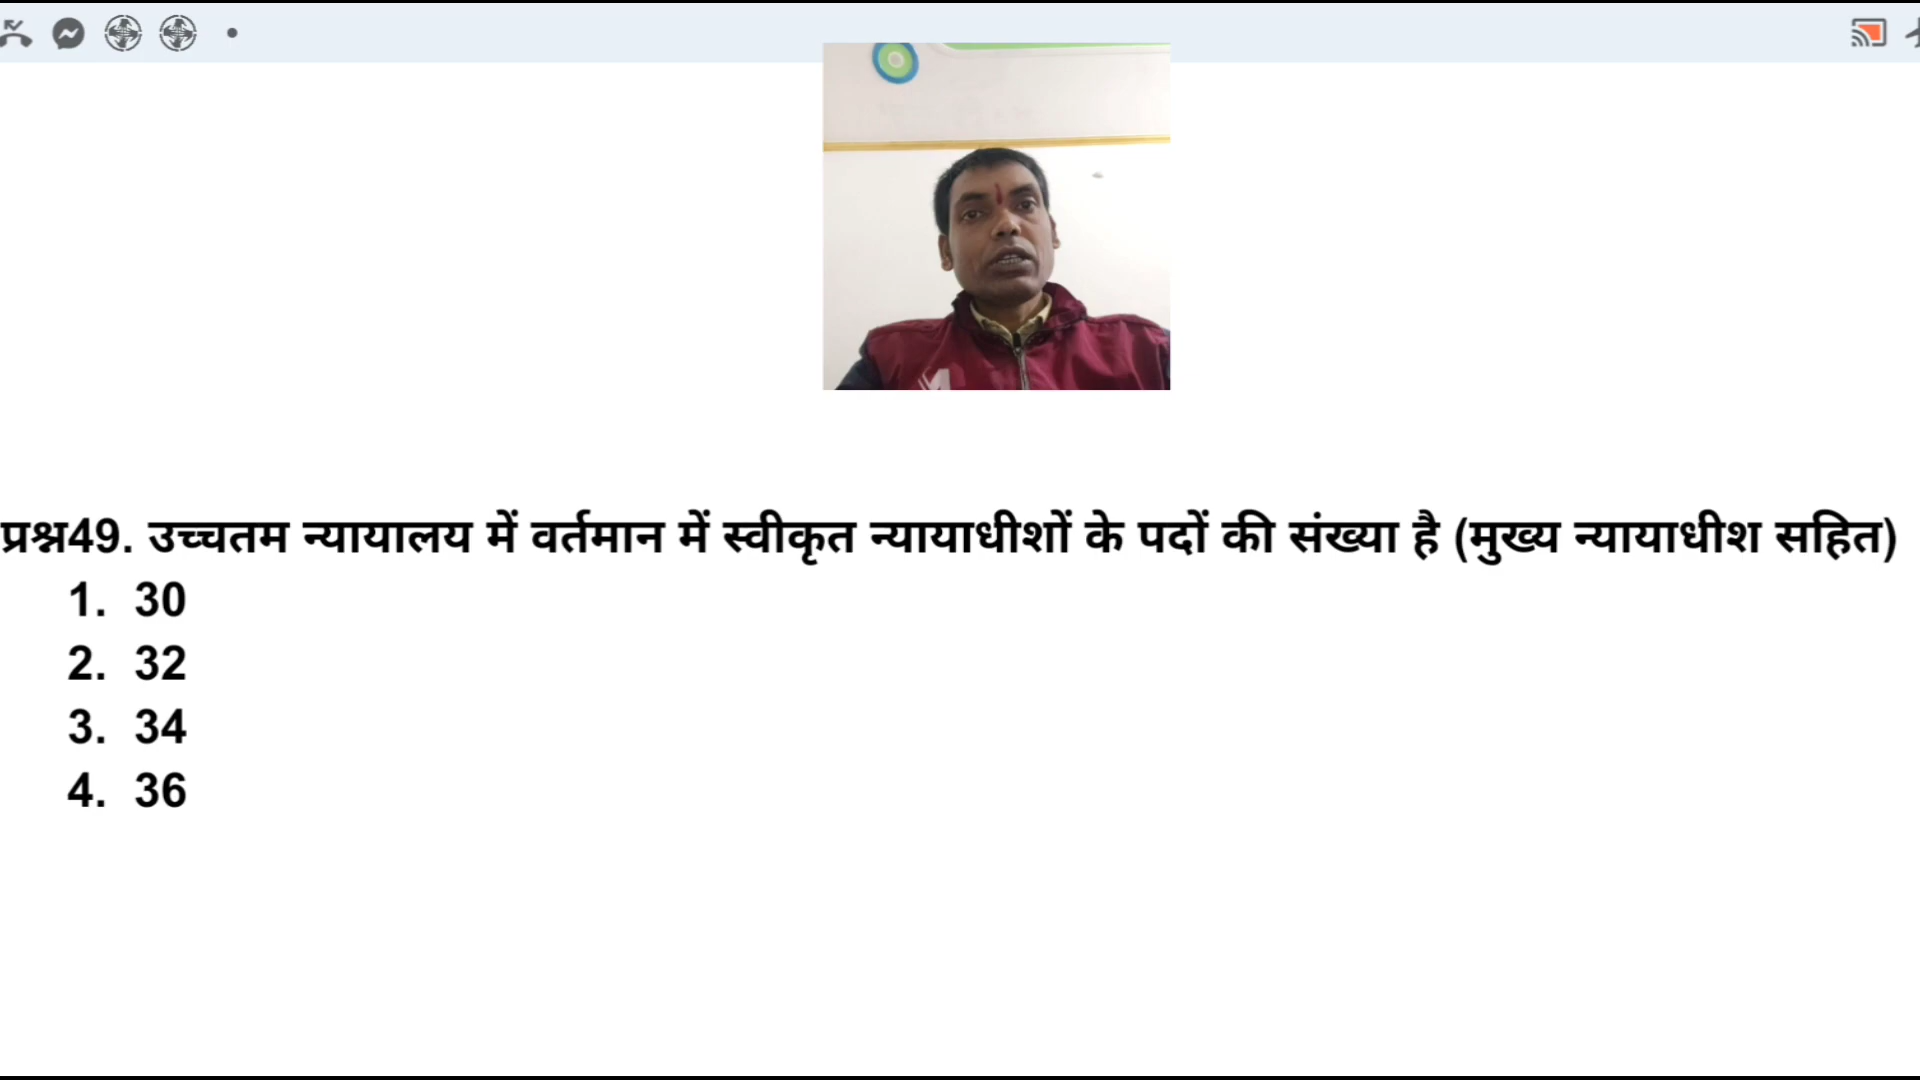 प्रश्न49. उच्चतम न्यायालय में वर्तमान में स्वीकृत न्यायाधीशों के पदों की संख्या है (मुख्य न्यायाधीश सहित)
1. 30
2. 32
3. 34
4. 36